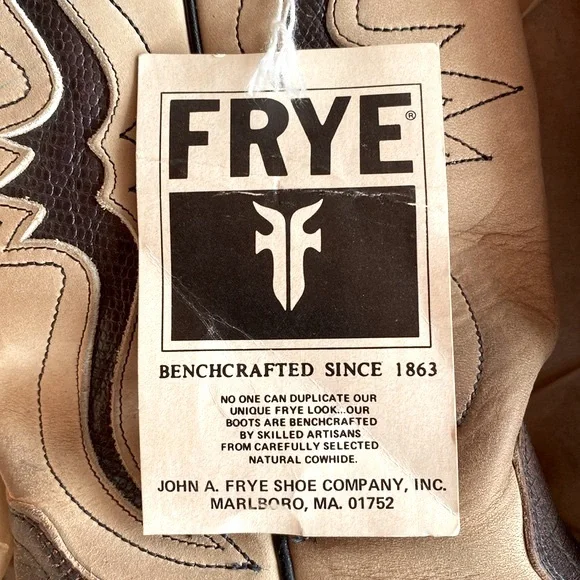 FRYE®
BENCHCRAFTED SINCE 1863
NO ONE CAN DUPLICATE OUR
UNIQUE FRYE LOOK...OUR
BOOTS ARE BENCHCRAFTED
BY SKILLED ARTISANS
FROM CAREFULLY SELECTED
NATURAL COWHIDE.
JOHN A. FRYE SHOE COMPANY, INC.
MARLBORO, MA. 01752